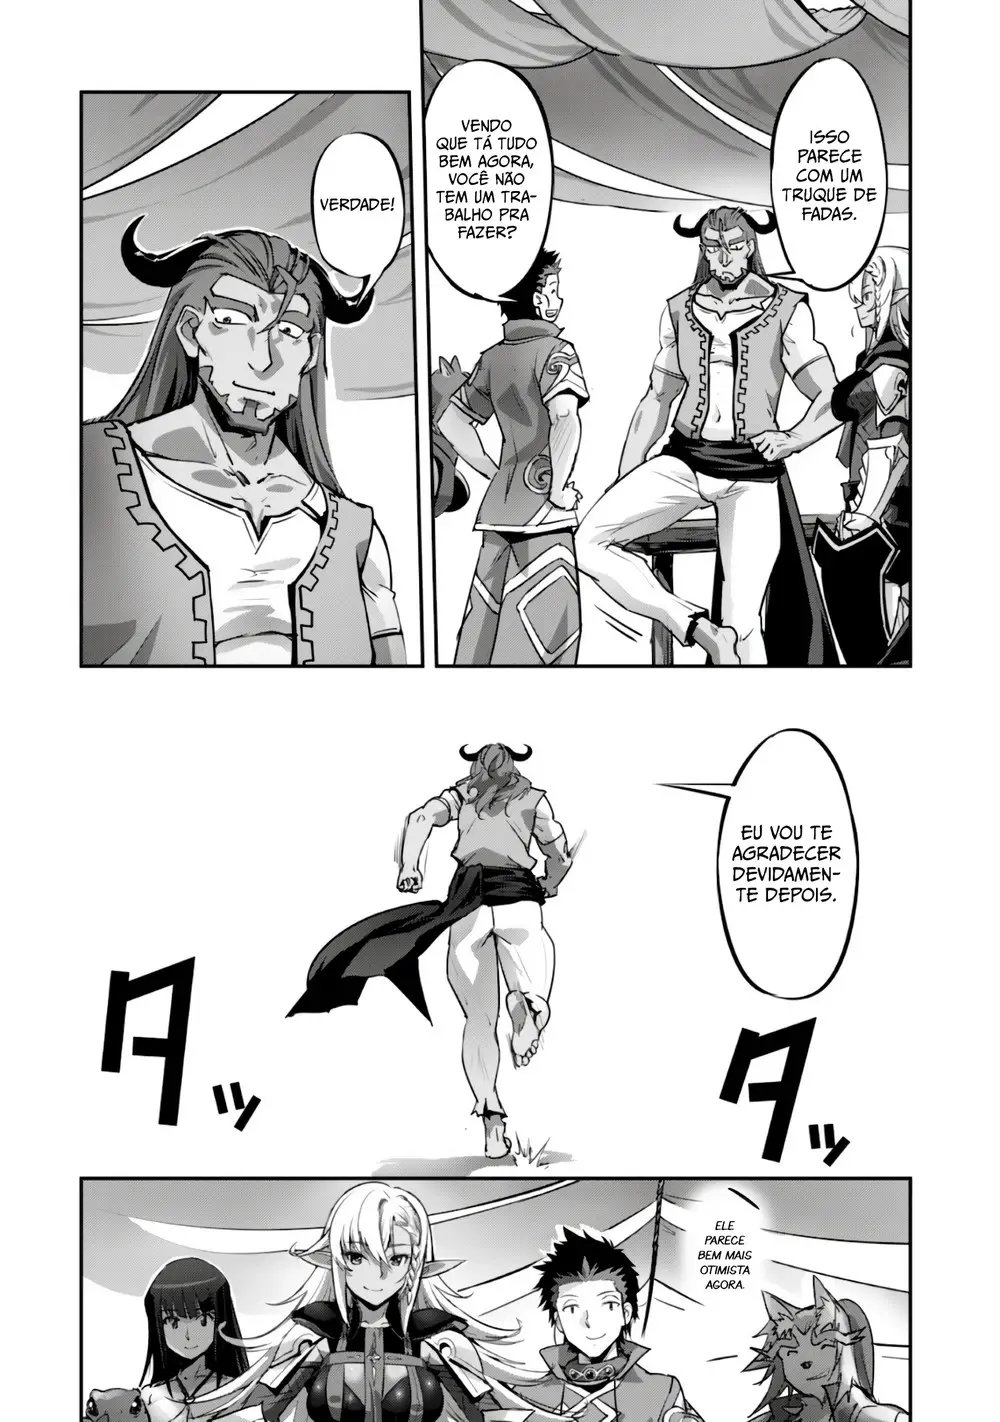 ISSO
PARECE
COM UM
TRUQUE DE
FADAS.
VENDO
QUE TÁ TUDO
BEM AGORA,
VOCÊ NÃO
TEM UM TRA-
BALHO PRA
FAZER?
VERDADE!
EU VOU TE
AGRADECER
DEVIDAMEN-
TE DEPOIS.
タッ
タッ
ELE
PARECE
BEM MAIS
OTIMISTA
AGORA.